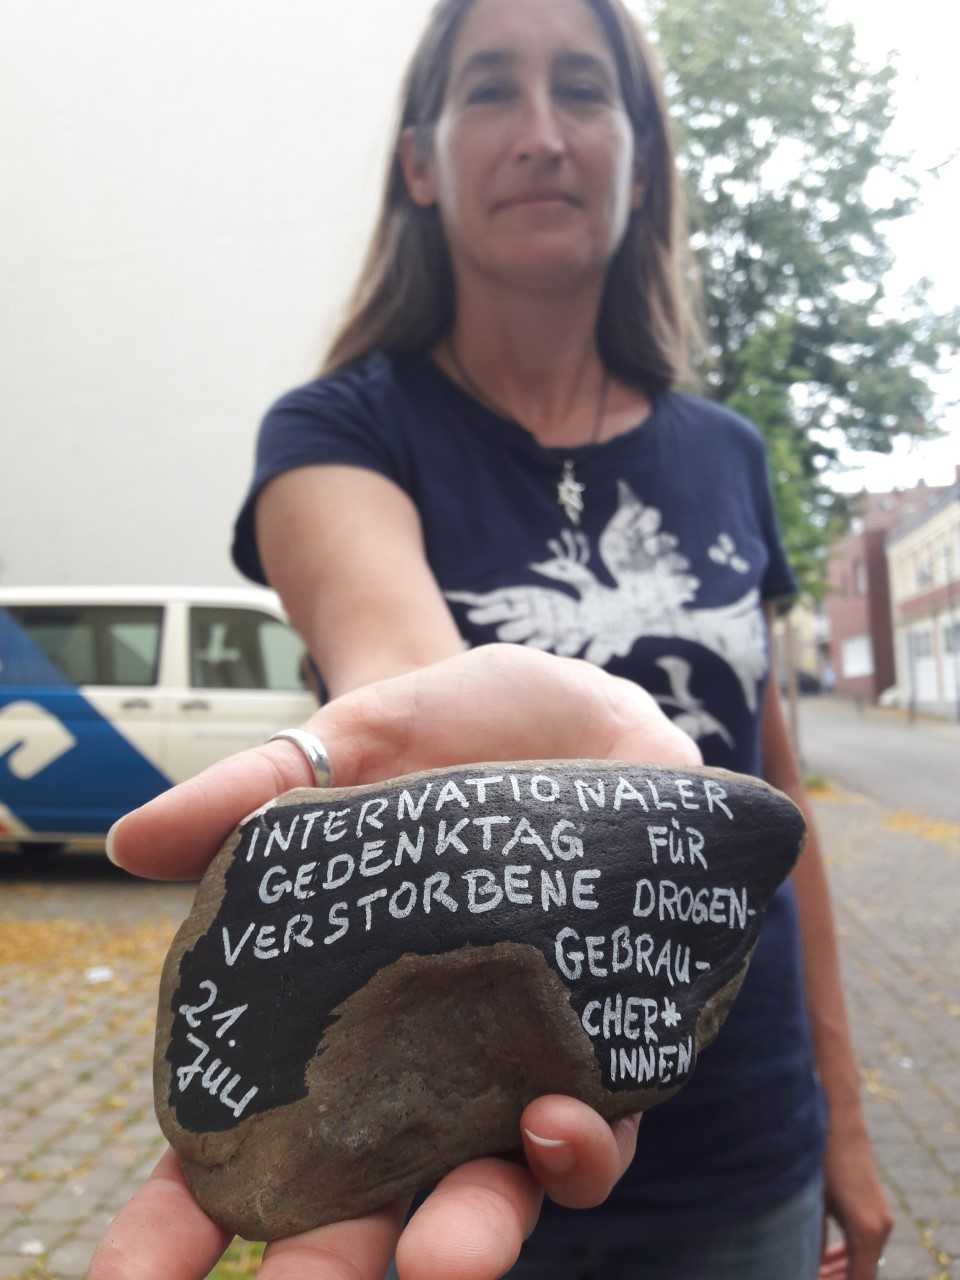 INTERNATIONALER
GEDENKTAG FÜR
VERSTORBENE DROGEN-
GEBRAU-
CHER*
INNEN
21.
Juli